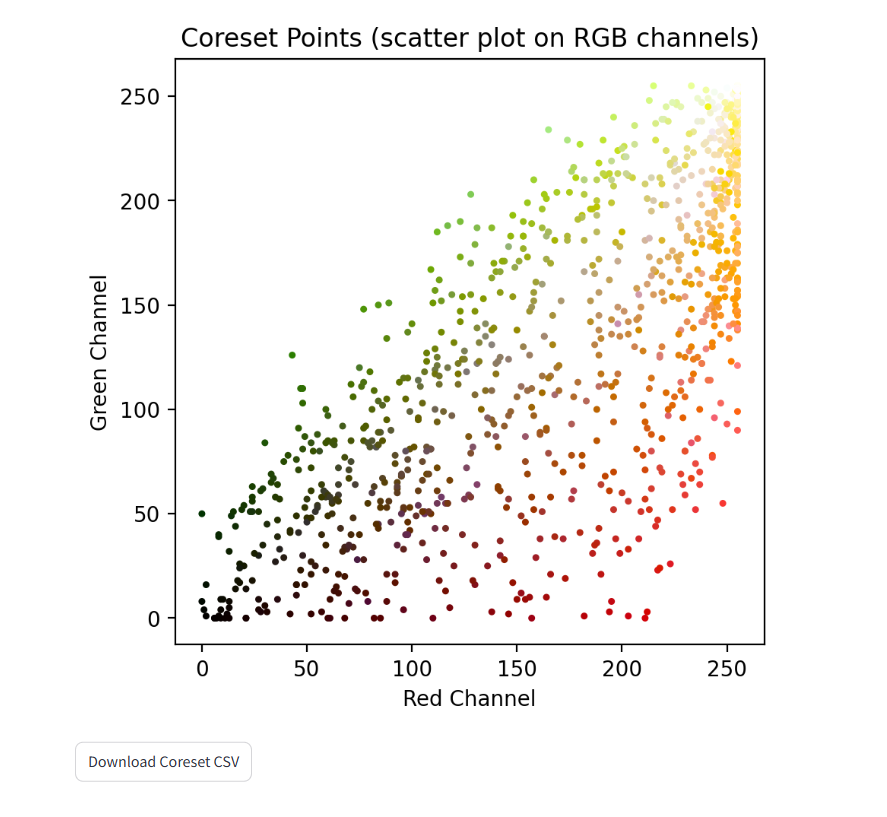 Coreset Points (scatter plot on RGB channels)
250
200
150
100
50
0
Green Channel
0 50 100 150 200 250
Red Channel
Download Coreset CSV